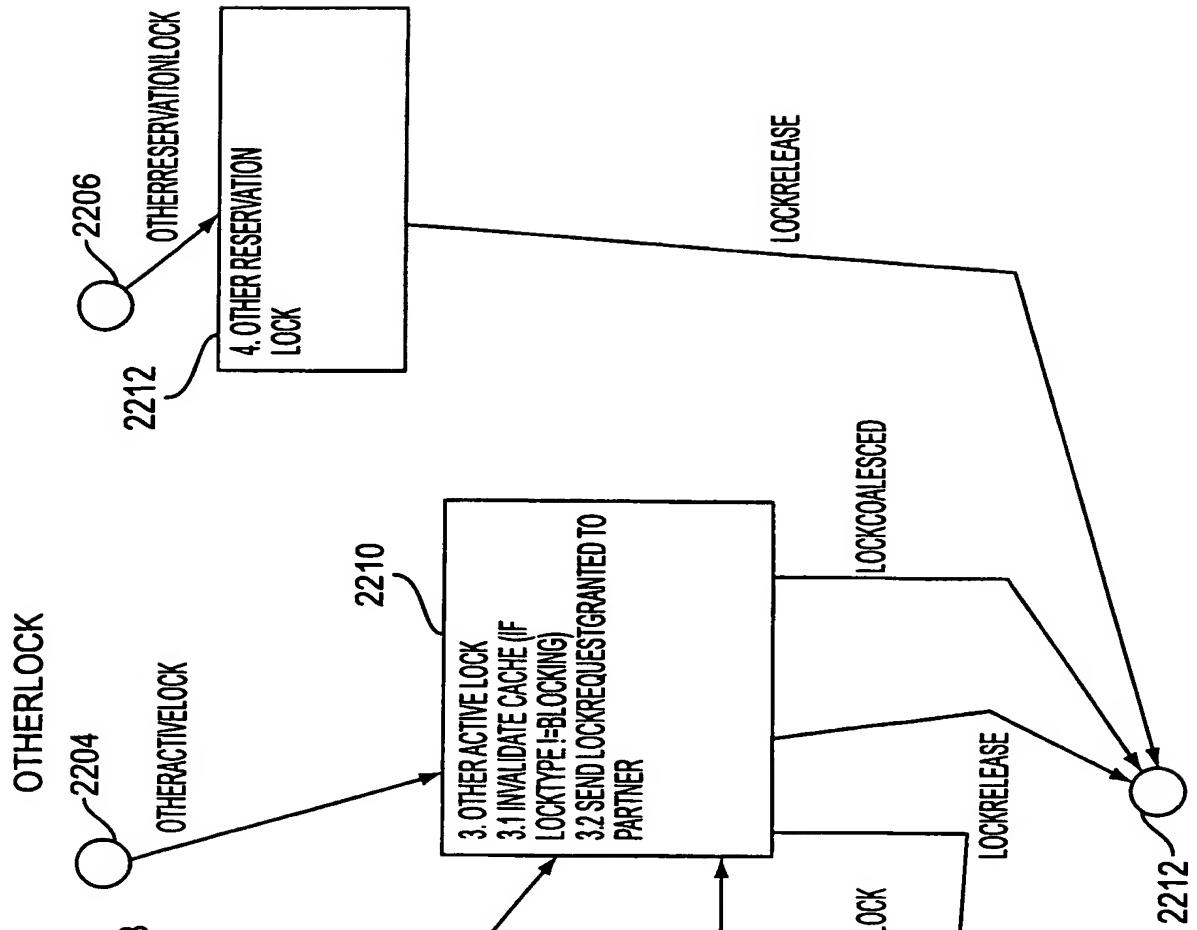 OTHERLOCK
2204
OTHERACTIVELOCK
2206
OTHERRESERVATIONLOCK
2212
4. OTHER RESERVATION
LOCK
2210
3. OTHER ACTIVE LOCK
3.1 INVALIDATE CACHE (IF
LOCKTYPE !=BLOCKING)
3.2 SEND LOCKREQUESTGRANTED TO
PARTNER
LOCKRELEASE
LOCKCOALESCED
LOCKRELEASE
LOCK
2212